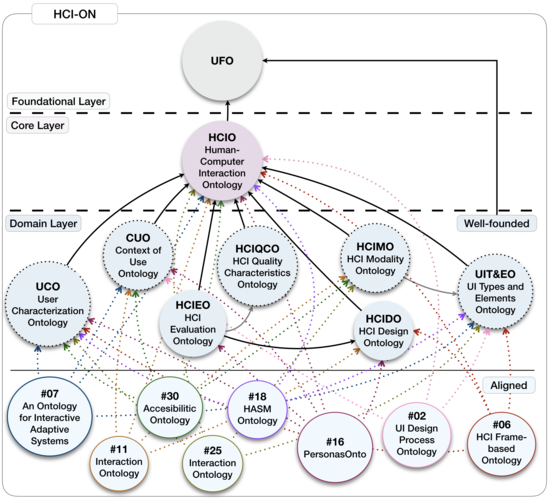 HCI-ON
UFO
Foundational Layer
Core Layer
HCIO
Human-
Computer
Interaction
Ontology
Domain Layer
Well-founded
CUO
Context of
Use
Ontology
HCIQCO
HCI Quality
Characteristics
Ontology
HCIMO
HCI Modality
Ontology
UCO
User
Characterization
Ontology
UIT&EO
UI Types and
Elements
Ontology
HCIEO
HCI
Evaluation
Ontology
HCIDO
HCI Design
Ontology
Aligned
#07
An Ontology
for Interactive
Adaptive
Systems
#30
Accesibilitic
Ontology
#18
HASM
Ontology
#02
UI Design
Process
Ontology
#06
HCI Frame-
based
Ontology
#11
Interaction
Ontology
#25
Interaction
Ontology
#16
PersonasOnto